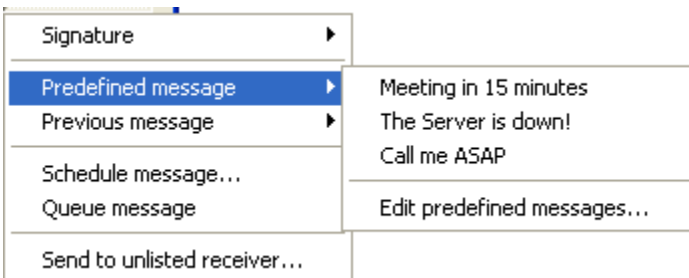 Signature
Predefined message
Previous message
Schedule message...
Queue message
Send to unlisted receiver...
Meeting in 15 minutes
The Server is down!
Call me ASAP
Edit predefined messages...